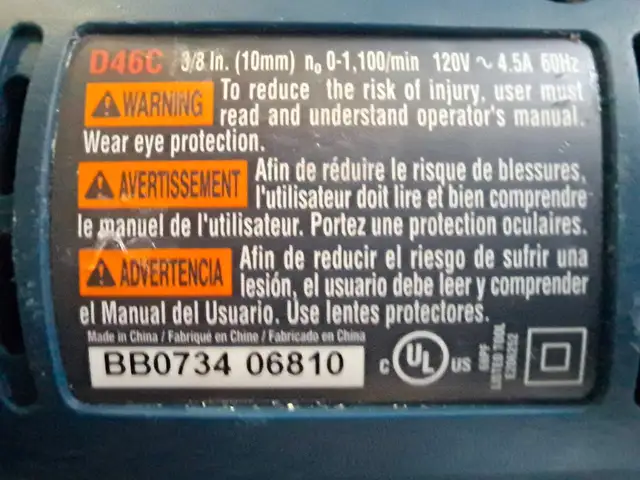 D46C 3/8 In. (10mm) n₀ 0-1,100/min 120V ~ 4.5A 60Hz
WARNING To reduce the risk of injury, user must
read and understand operator's manual.
Wear eye protection.
AVERTISSEMENT Afin de réduire le risque de blessures,
l'utilisateur doit lire et bien comprendre
le manuel de l'utilisateur. Portez une protection oculaires.
ADVERTENCIA Afin de reducir el riesgo de sufrir una
lesión, el usuario debe leer y comprender
el Manual del Usuario. Use lentes protectores.
Made in China / Fabriqué en Chine / Fabricado en China
BB0734 06810
C UL US
LISTED TOOL